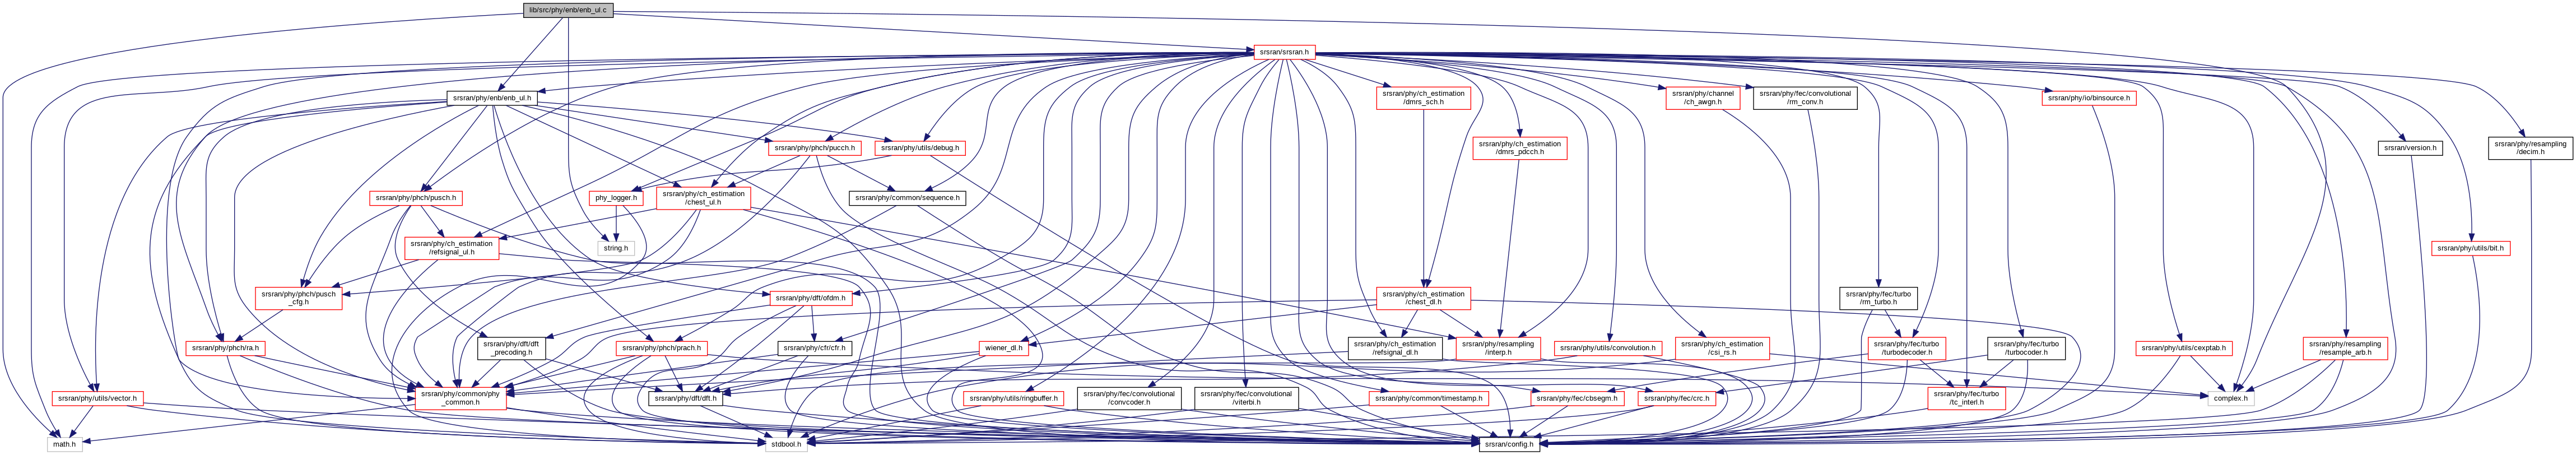 lib/src/phy/enb/enb_ul.c
srsran/srsran.h
srsran/phy/enb/enb_ul.h
srsran/phy/ch_estimation
/dmrs_sch.h
srsran/phy/channel
/ch_awgn.h
srsran/phy/fec/convolutional
/rm_conv.h
srsran/phy/io/binsource.h
srsran/phy/phch/pucch.h
srsran/phy/utils/debug.h
srsran/phy/ch_estimation
/dmrs_pdcch.h
srsran/version.h
srsran/phy/resampling
/decim.h
srsran/phy/phch/pusch.h
phy_logger.h
srsran/phy/ch_estimation
/chest_ul.h
srsran/phy/common/sequence.h
srsran/phy/ch_estimation
/refsignal_ul.h
string.h
srsran/phy/utils/bit.h
srsran/phy/phch/pusch
_cfg.h
srsran/phy/dft/ofdm.h
srsran/phy/ch_estimation
/chest_dl.h
srsran/phy/fec/turbo
/rm_turbo.h
srsran/phy/phch/ra.h
srsran/phy/dft/dft
_precoding.h
srsran/phy/phch/prach.h
srsran/phy/cfr/cfr.h
wiener_dl.h
srsran/phy/ch_estimation
/refsignal_dl.h
srsran/phy/resampling
/interp.h
srsran/phy/utils/convolution.h
srsran/phy/ch_estimation
/csi_rs.h
srsran/phy/fec/turbo
/turbodecoder.h
srsran/phy/fec/turbo
/turbocoder.h
srsran/phy/utils/cexptab.h
srsran/phy/resampling
/resample_arb.h
srsran/phy/utils/vector.h
srsran/phy/common/phy
_common.h
srsran/phy/dft/dft.h
srsran/phy/utils/ringbuffer.h
srsran/phy/fec/convolutional
/convcoder.h
srsran/phy/fec/convolutional
/viterbi.h
srsran/phy/common/timestamp.h
srsran/phy/fec/cbsegm.h
srsran/phy/fec/crc.h
srsran/phy/fec/turbo
/tc_interl.h
complex.h
math.h
stdbool.h
srsran/config.h